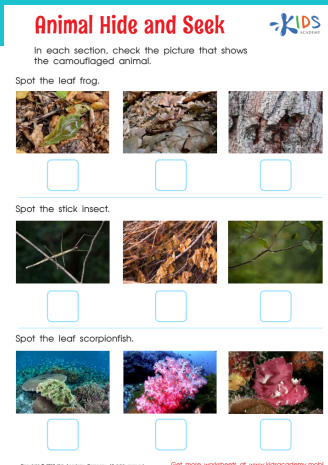 Animal Hide and Seek
KIDS
ACADEMY
In each section, check the picture that shows
the camouflaged animal.
Spot the leaf frog.
Spot the stick insect.
Spot the leaf scorpionfish.
Get more worksheets at www.kidsacademy.mobi